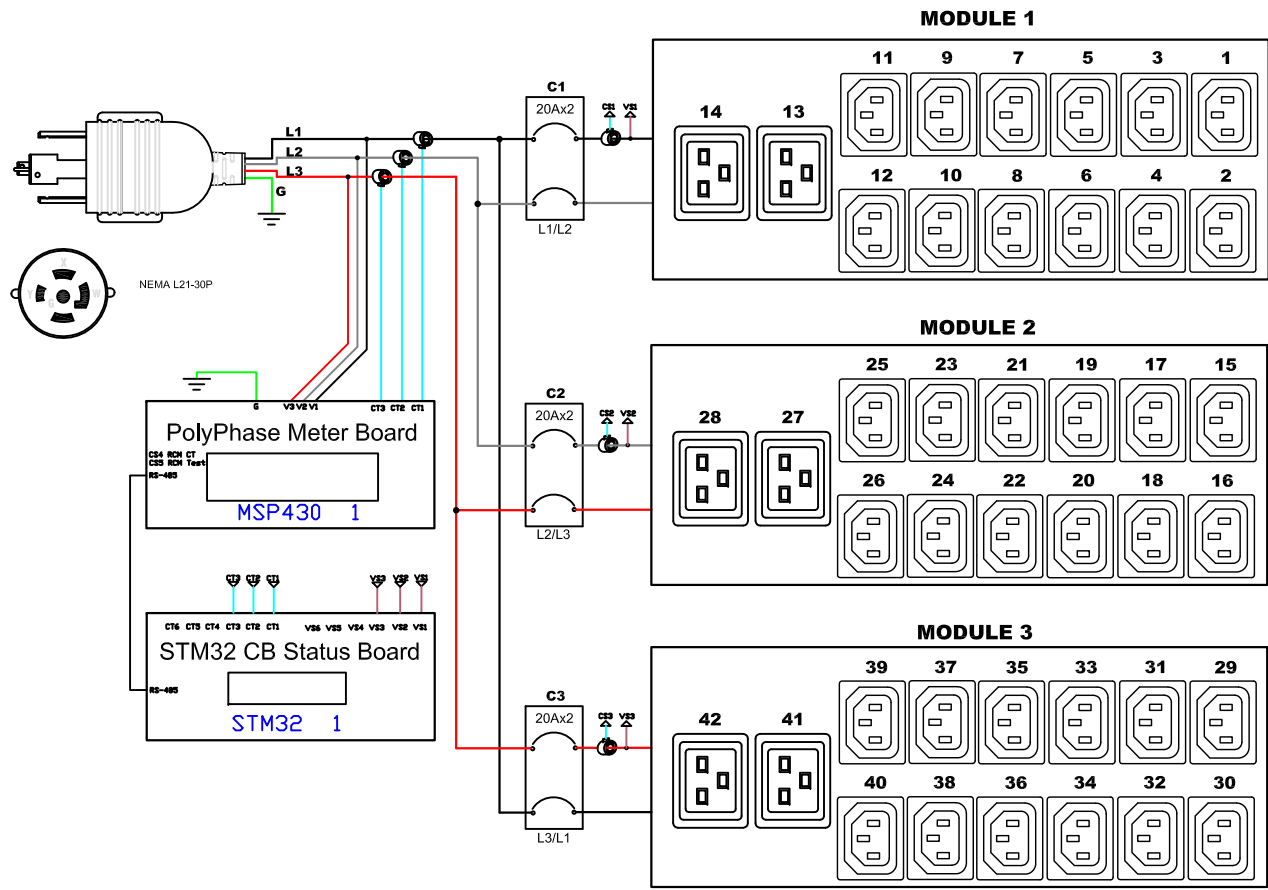 MODULE 1
11 9 7 5 3 1
14 13
12 10 8 6 4 2
C1
20Ax2
L1/L2
CS1 VS1
L1
L2
L3
G
X
Y W
G
NEMA L21-30P
MODULE 2
25 23 21 19 17 15
28 27
26 24 22 20 18 16
C2
20Ax2
L2/L3
CS2 VS2
G V3 V2 V1 CT3 CT2 CT1
PolyPhase Meter Board
CS4 RCM CT
CS5 RCM Test
RS-485
MSP430 1
CT3 CT2 CT1 VS3 VS2 VS1
CT6 CT5 CT4 CT3 CT2 CT1 VS6 VS5 VS4 VS3 VS2 VS1
STM32 CB Status Board
RS-485
STM32 1
MODULE 3
39 37 35 33 31 29
42 41
40 38 36 34 32 30
C3
20Ax2
L3/L1
CS3 VS3